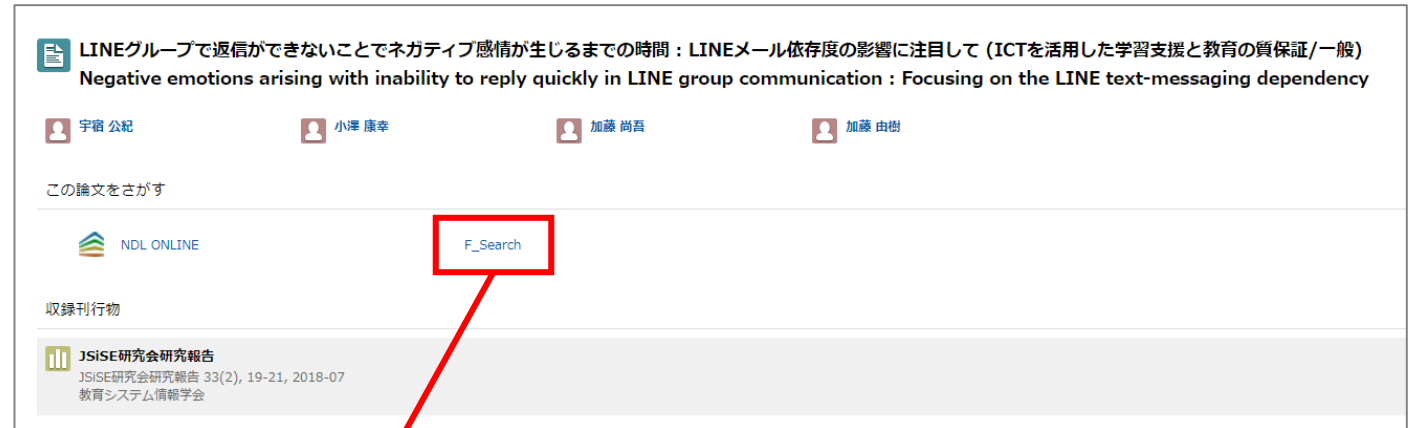 LINEグループで返信ができないことでネガティブ感情が生じるまでの時間 : LINEメール依存度の影響に注目して (ICTを活用した学習支援と教育の質保証/一般)
Negative emotions arising with inability to reply quickly in LINE group communication : Focusing on the LINE text-messaging dependency
宇宿 公紀 小澤 康幸 加藤 尚吾 加藤 由樹
この論文をさがす
NDL ONLINE F_Search
収録刊行物
JSiSE研究会研究報告
JSiSE研究会研究報告 33(2), 19-21, 2018-07
教育システム情報学会